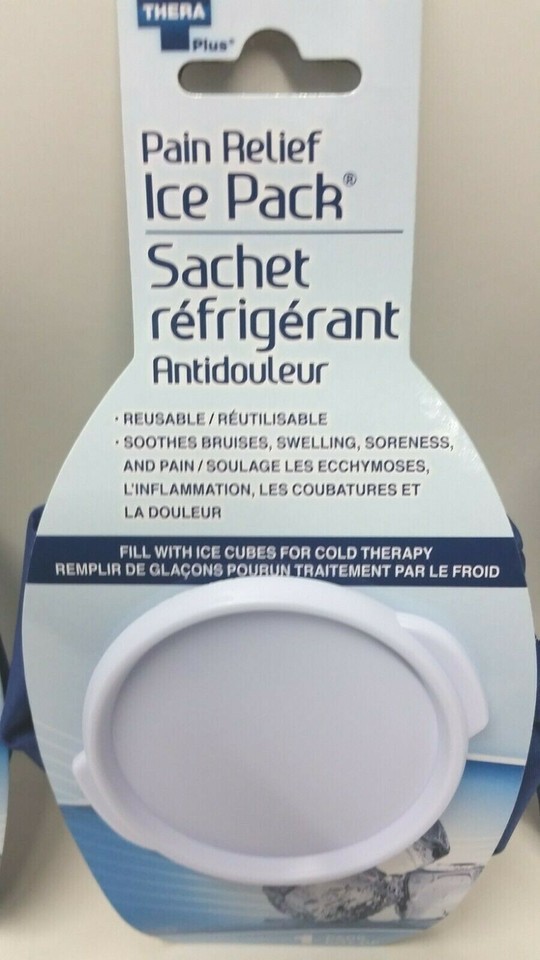 THERA
Plus+
Pain Relief
Ice Pack®
Sachet
réfrigérant
Antidouleur
· REUSABLE / RÉUTILISABLE
· SOOTHES BRUISES, SWELLING, SORENESS,
AND PAIN / SOULAGE LES ECCHYMOSES,
L'INFLAMMATION, LES COUBATURES ET
LA DOULEUR
FILL WITH ICE CUBES FOR COLD THERAPY
REMPLIR DE GLAÇONS POURUN TRAITEMENT PAR LE FROID
1